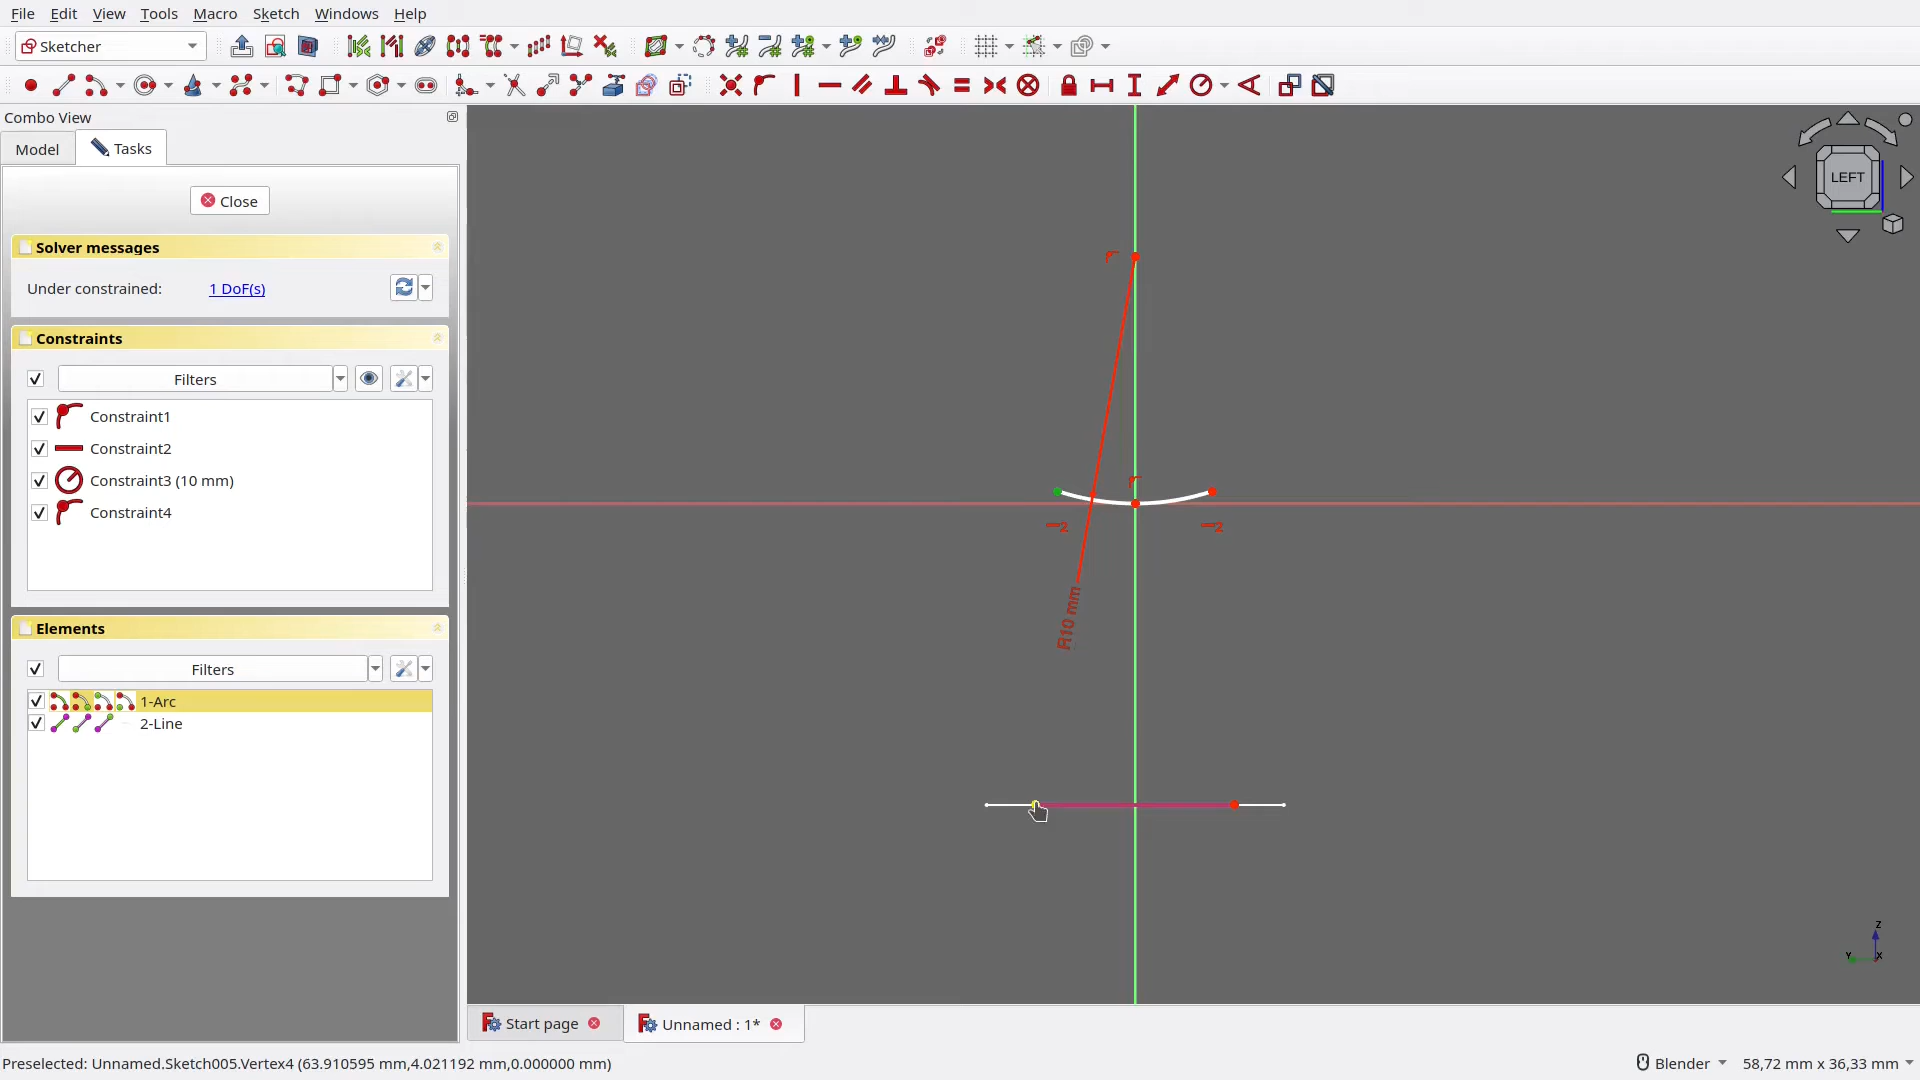 File Edit View Tools Macro Sketch Windows Help
Sketcher
Combo View
Model Tasks
Close
Solver messages
Under constrained: 1 DoF(s)
Constraints
Filters
Constraint1
Constraint2
Constraint3 (10 mm)
Constraint4
Elements
Filters
1-Arc
2-Line
LEFT
2
2
R10 mm
Z
Y
X
Start page
Unnamed : 1*
Preselected: Unnamed.Sketch005.Vertex4 (63.910595 mm,4.021192 mm,0.000000 mm)
Blender
58,72 mm x 36,33 mm